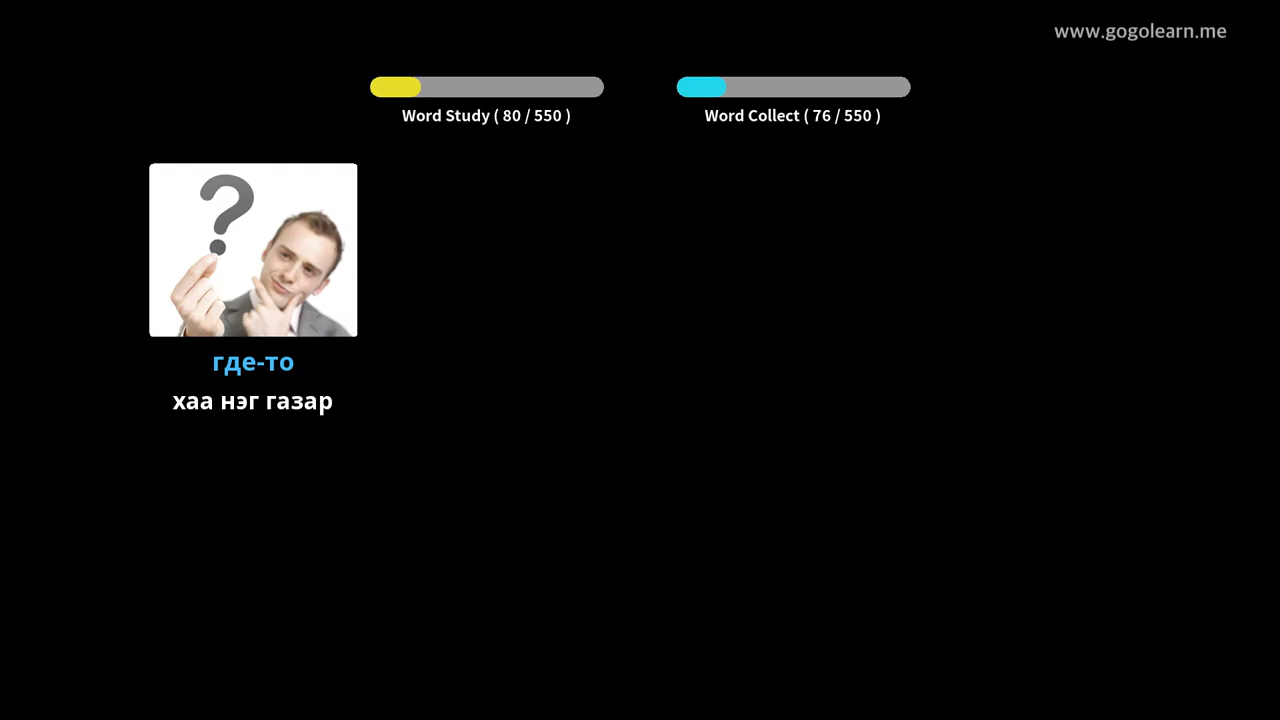 www.gogolearn.me
Word Study ( 80 / 550 )
Word Collect ( 76 / 550 )
?
где-то
хаа нэг газар